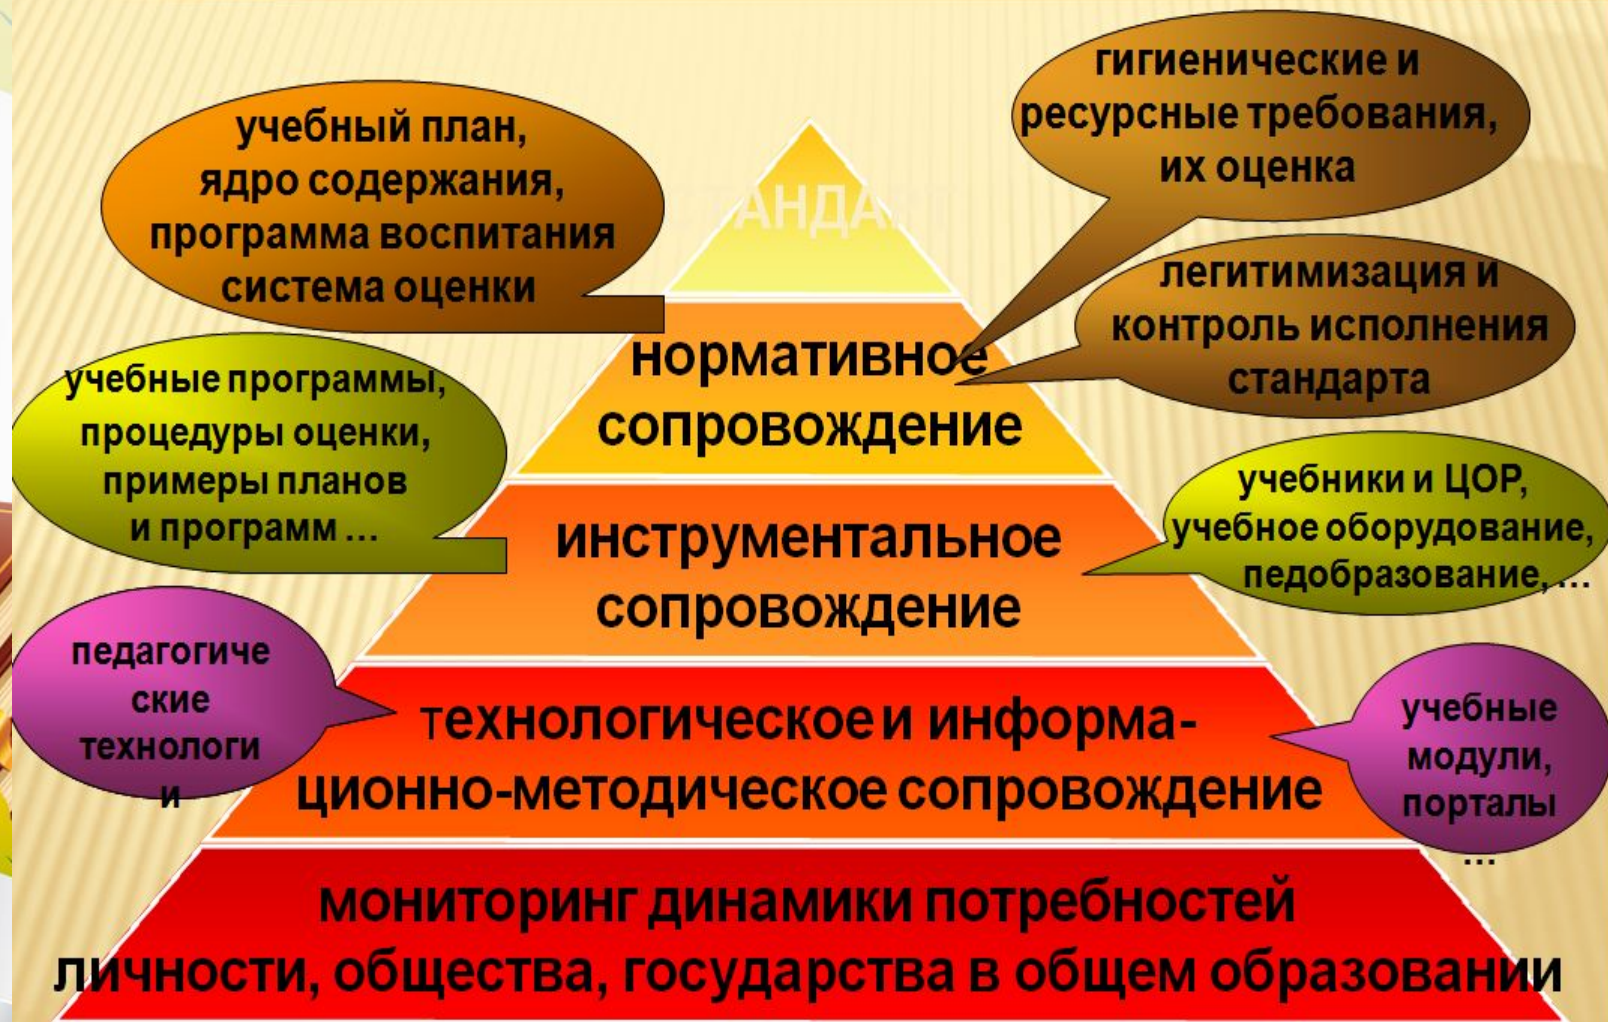 гигиенические и
ресурсные требования,
их оценка
учебный план,
ядро содержания,
программа воспитания
система оценки
СТАНДАРТ
легитимизация и
контроль исполнения
стандарта
нормативное
сопровождение
учебные программы,
процедуры оценки,
примеры планов
и программ ...
учебники и ЦОР,
учебное оборудование,
педобразование, ...
инструментальное
сопровождение
педагогиче
ские
технологи
и
технологическое и информа-
ционно-методическое сопровождение
учебные
модули,
порталы
...
мониторинг динамики потребностей
личности, общества, государства в общем образовании